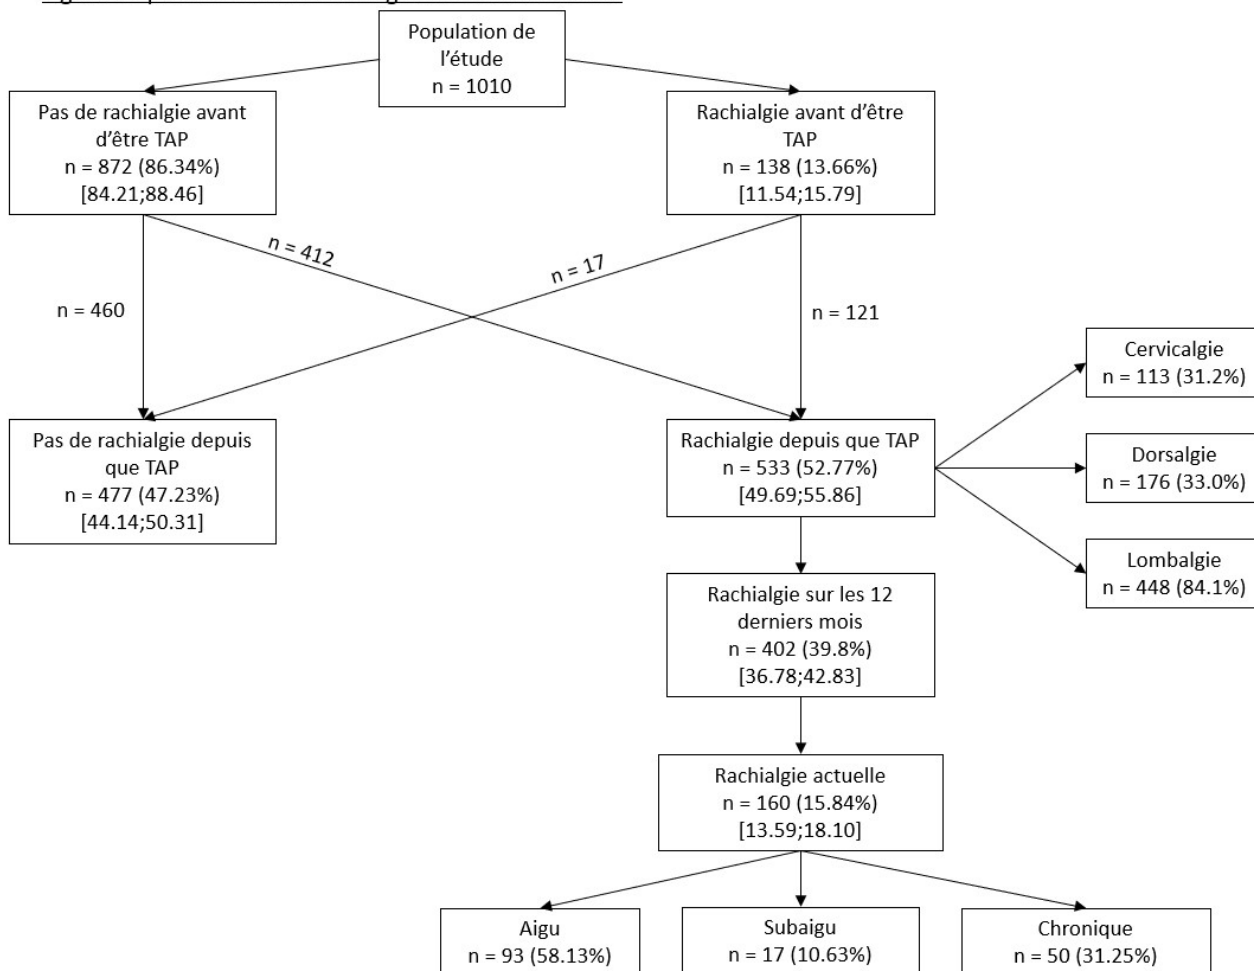 Population de
l'étude
n = 1010
Pas de rachialgie avant
d'être TAP
n = 872 (86.34%)
[84.21;88.46]
Rachialgie avant d'être
TAP
n = 138 (13.66%)
[11.54;15.79]
n = 412
n = 17
n = 460
n = 121
Cervicalgie
n = 113 (31.2%)
Dorsalgie
n = 176 (33.0%)
Lombalgie
n = 448 (84.1%)
Pas de rachialgie depuis
que TAP
n = 477 (47.23%)
[44.14;50.31]
Rachialgie depuis que TAP
n = 533 (52.77%)
[49.69;55.86]
Rachialgie sur les 12
derniers mois
n = 402 (39.8%)
[36.78;42.83]
Rachialgie actuelle
n = 160 (15.84%)
[13.59;18.10]
Aigu
n = 93 (58.13%)
Subaigu
n = 17 (10.63%)
Chronique
n = 50 (31.25%)